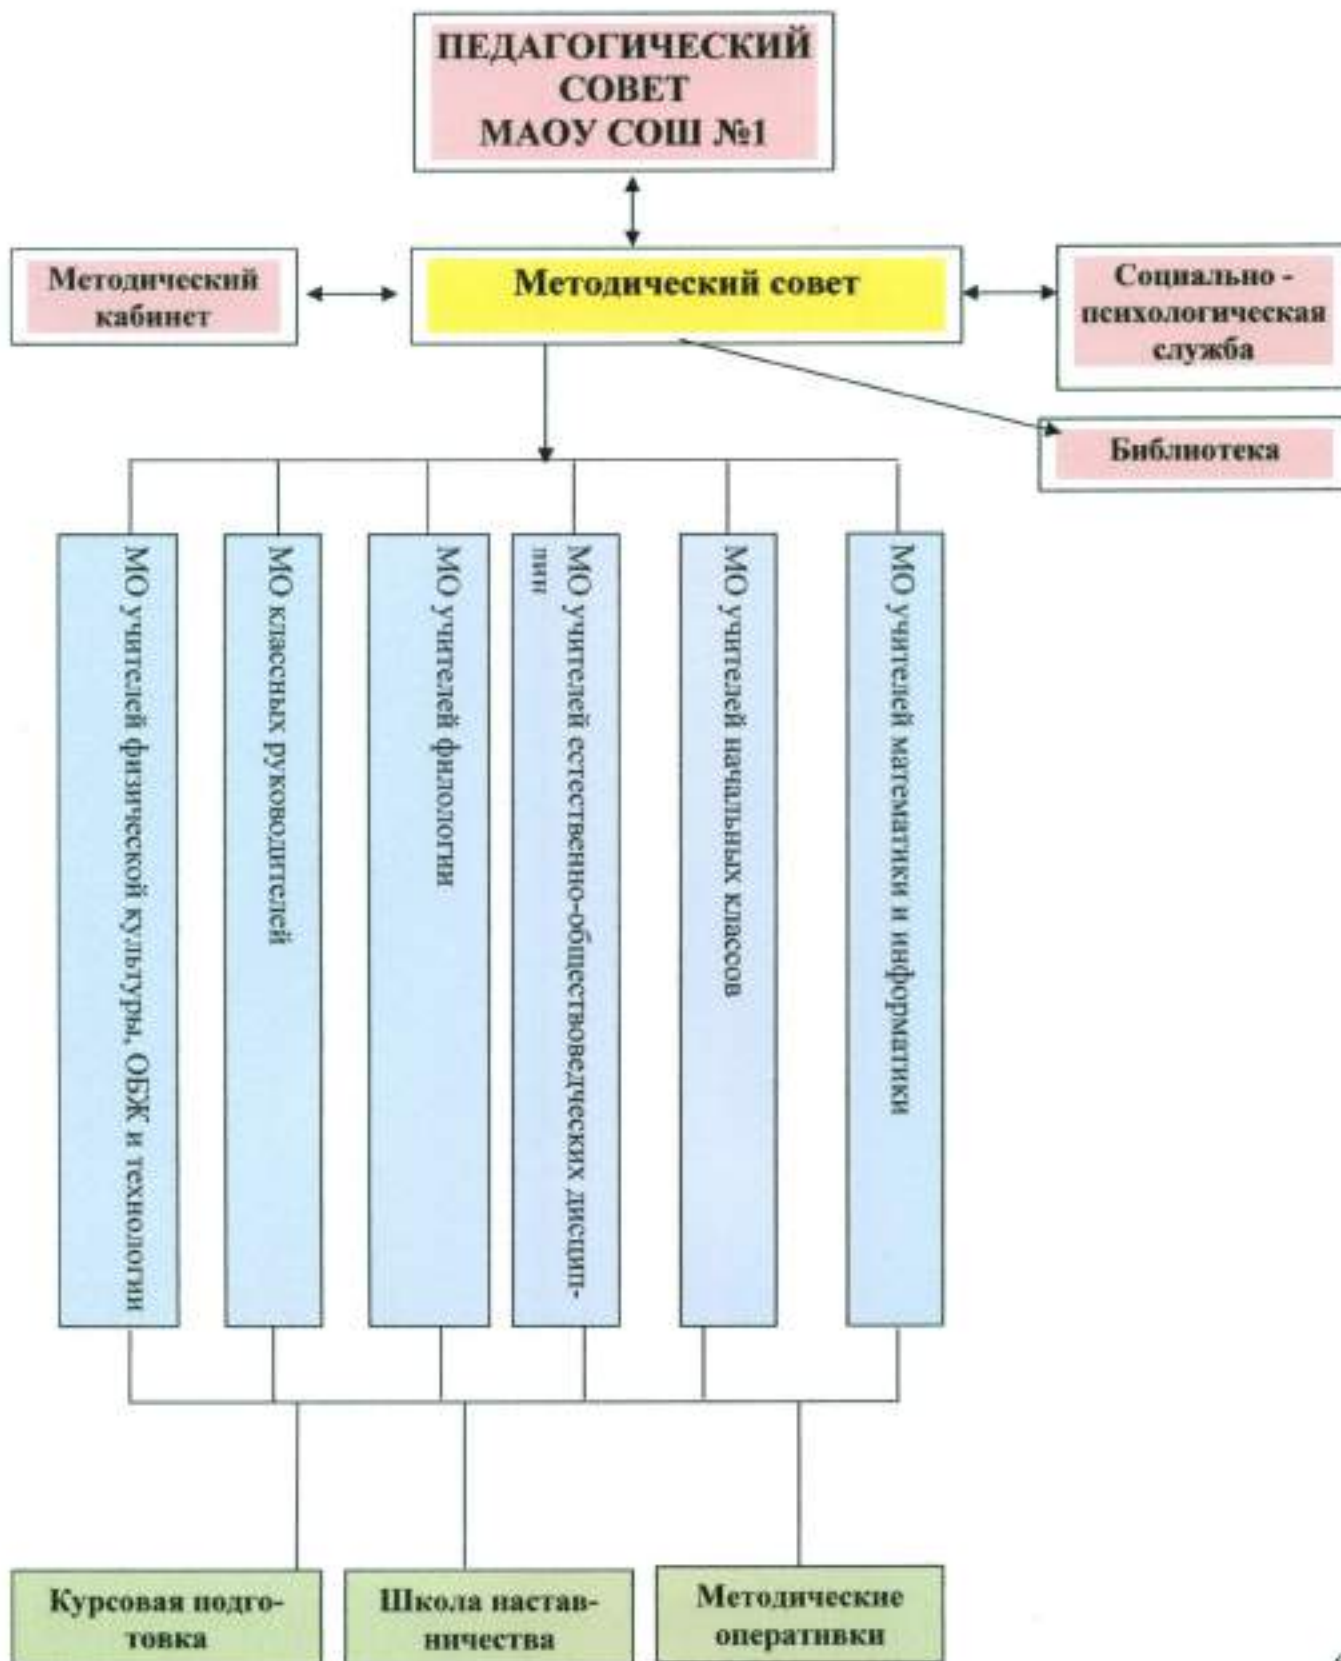 ПЕДАГОГИЧЕСКИЙ
СОВЕТ
МАОУ СОШ №1
Методический
кабинет
Методический совет
Социально -
психологическая
служба
Библиотека
МО учителей физической культуры, ОБЖ и технологии
МО классных руководителей
МО учителей филологии
МО учителей естественно-обществоведческих дисцип-
лин
МО учителей начальных классов
МО учителей математики и информатики
Курсовая подго-
товка
Школа настав-
ничества
Методические
оперативки